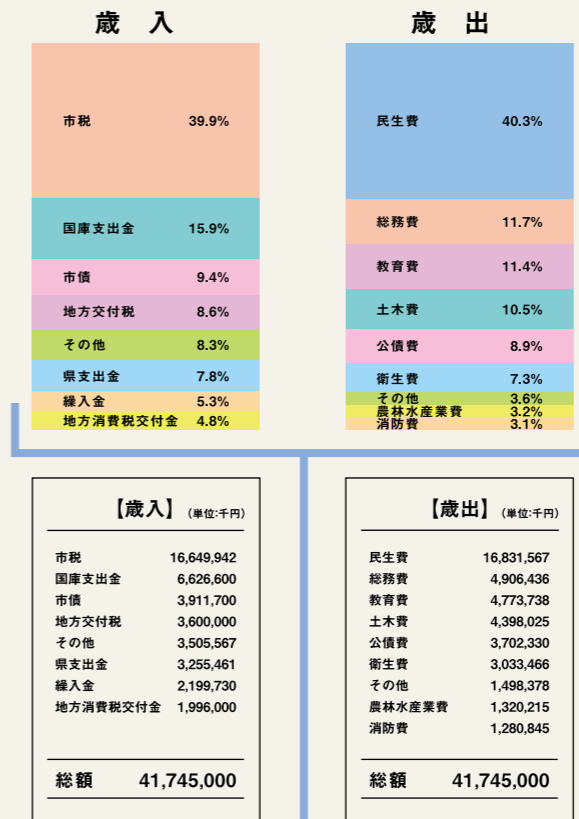 歳 入
市税 39.9%
国庫支出金 15.9%
市債 9.4%
地方交付税 8.6%
その他 8.3%
県支出金 7.8%
繰入金 5.3%
地方消費税交付金 4.8%
歳 出
民生費 40.3%
総務費 11.7%
教育費 11.4%
土木費 10.5%
公債費 8.9%
衛生費 7.3%
その他 3.6%
農林水産業費 3.2%
消防費 3.1%
【歳入】 (単位:千円)
市税 16,649,942
国庫支出金 6,626,600
市債 3,911,700
地方交付税 3,600,000
その他 3,505,567
県支出金 3,255,461
繰入金 2,199,730
地方消費税交付金 1,996,000
総額 41,745,000
【歳出】 (単位:千円)
民生費 16,831,567
総務費 4,906,436
教育費 4,773,738
土木費 4,398,025
公債費 3,702,330
衛生費 3,033,466
その他 1,498,378
農林水産業費 1,320,215
消防費 1,280,845
総額 41,745,000